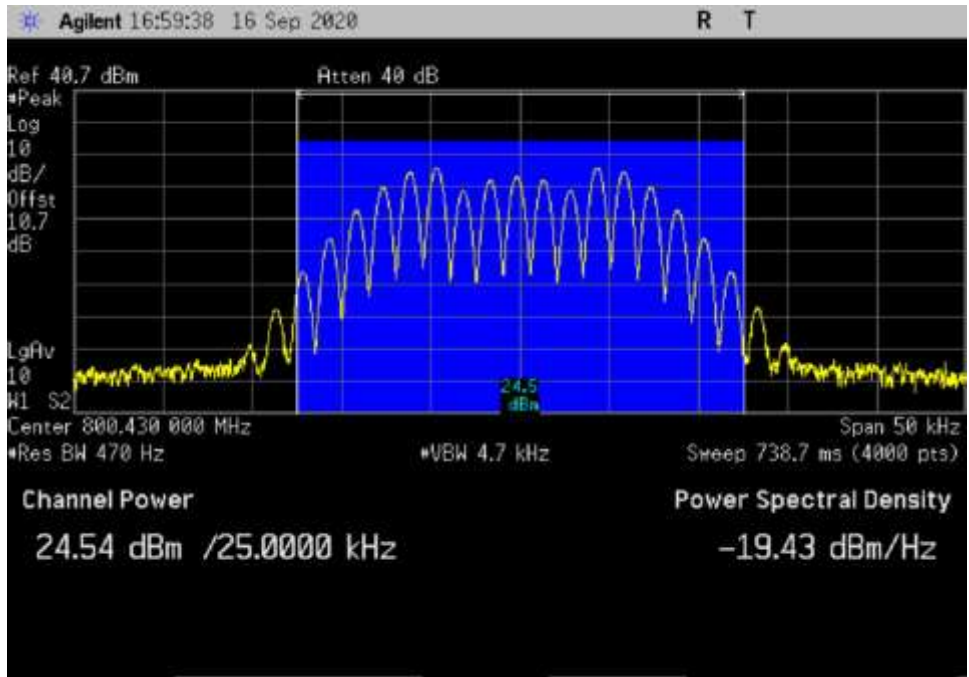 Agilent 16:59:38 16 Sep 2020 R T
Ref 40.7 dBm Atten 40 dB
#Peak
Log
10
dB/
Offst
10.7
dB
LgAv
10
W1 S2
24.5
dBm
Center 800.430 000 MHz Span 50 kHz
#Res BW 470 Hz #VBW 4.7 kHz Sweep 738.7 ms (4000 pts)
Channel Power Power Spectral Density
24.54 dBm /25.0000 kHz -19.43 dBm/Hz